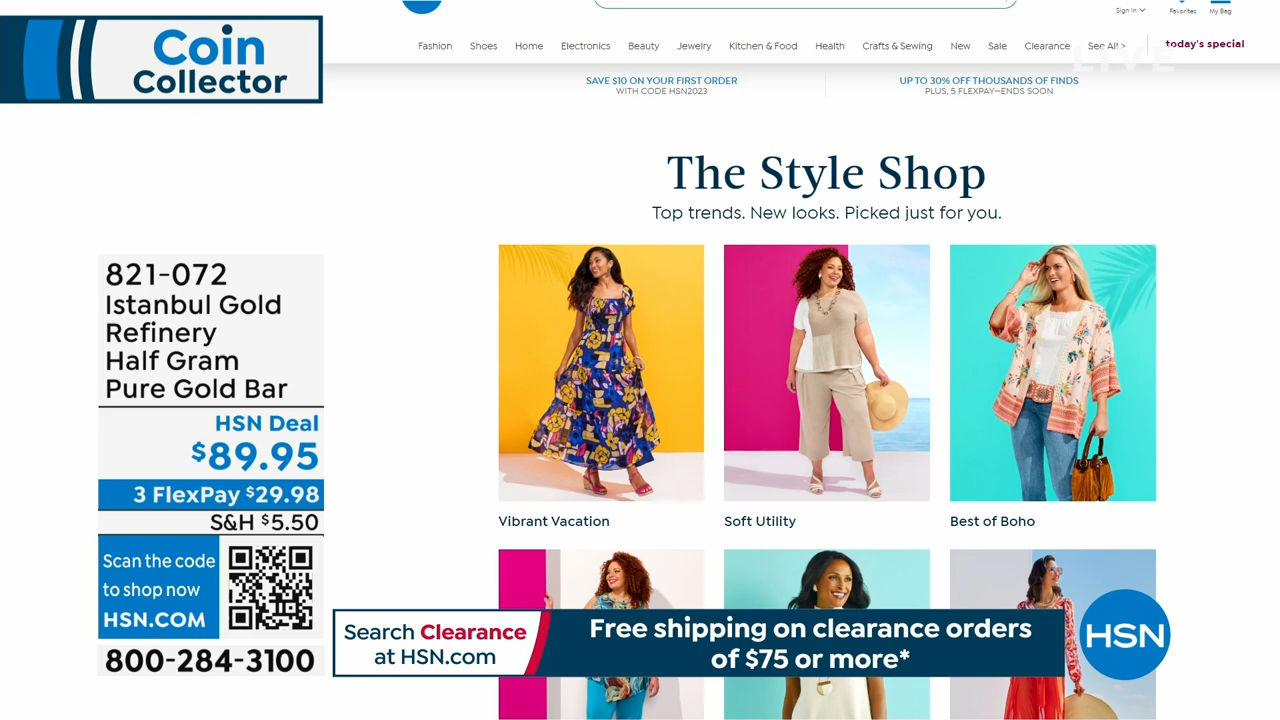 Coin
Collector
Sign In
Favorites
My Bag
Fashion
Shoes
Home
Electronics
Beauty
Jewelry
Kitchen & Food
Health
Crafts & Sewing
New
Sale
Clearance
See All >
today's special
LIVE
SAVE $10 ON YOUR FIRST ORDER
WITH CODE HSN2023
UP TO 30% OFF THOUSANDS OF FINDS
PLUS, 5 FLEXPAY—ENDS SOON
The Style Shop
Top trends. New looks. Picked just for you.
821-072
Istanbul Gold
Refinery
Half Gram
Pure Gold Bar
HSN Deal
$89.95
3 FlexPay $29.98
S&H $5.50
Scan the code
to shop now
HSN.COM
800-284-3100
Vibrant Vacation
Soft Utility
Best of Boho
Search Clearance
at HSN.com
Free shipping on clearance orders
of $75 or more*
HSN